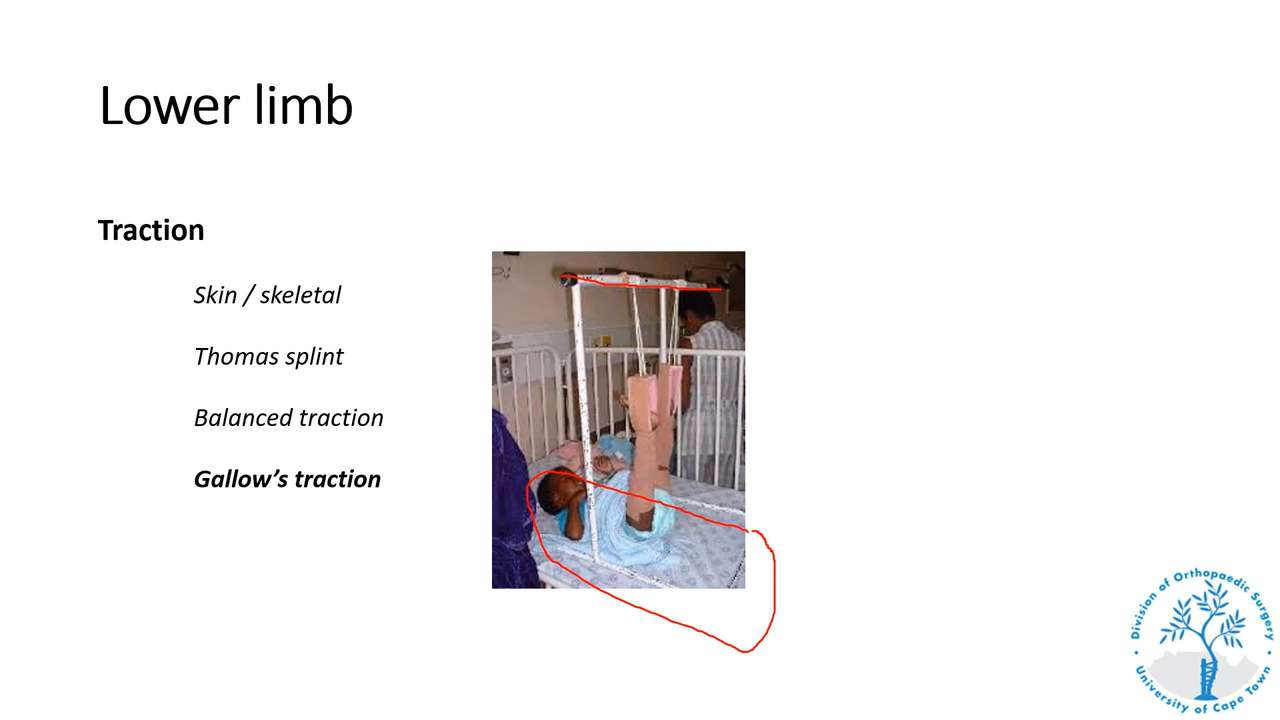 Lower limb
Traction
Skin / skeletal
Thomas splint
Balanced traction
Gallow’s traction
Division of Orthopaedic Surgery
University of Cape Town